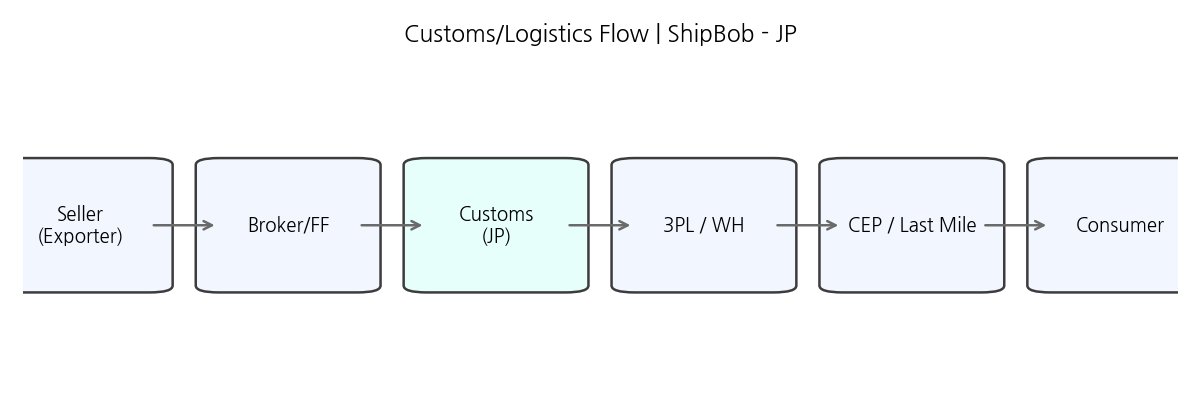 Customs/Logistics Flow | ShipBob - JP
Seller
(Exporter)
Broker/FF
Customs
(JP)
3PL / WH
CEP / Last Mile
Consumer